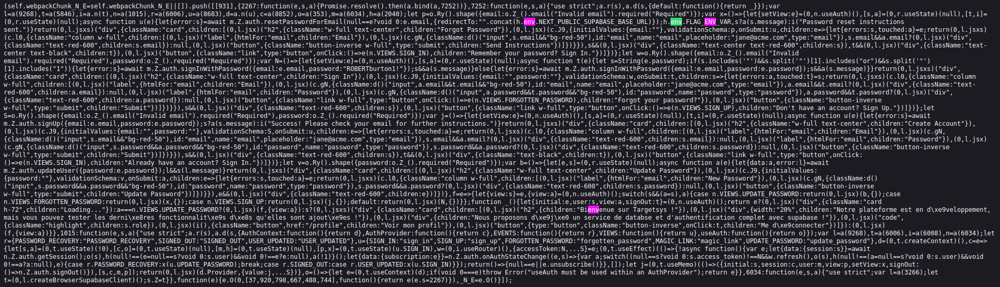 (self.webpackChunk_N_E=self.webpackChunk_N_E||[]).push([[931],{2267:function(e,s,a){Promise.resolve().then(a.bind(a,7252))},7252:function(e,s,a){"use strict";a.r(s),a.d(s,{default:function(){return _}});var
l=a(9268),t=a(5846),i=a.n(t),n=a(1015),r=a(6006),u=a(8683),d=a.n(u),c=a(8852),o=a(353),m=a(6034),h=a(2040);let p=o.Ry().shape({email:o.Z_().email("Invalid email").required("Required")});var x=()=>{let{setView:e}=(0,n.useAuth)(),[s,a]=(0,r.useState)(null),[t,i]=
(0,r.useState)(null);async function u(e){let{error:s}=await m.Z.auth.resetPasswordForEmail(null==e?void 0:e.email,{redirectTo:"".concat(h.env.NEXT_PUBLIC_SUPABASE_BASE_URL)});h.env.FLAG_ENV_VAR,s?a(s.message):i("Password reset instructions
sent.")}return(0,l.jsxs)("div",{className:"card",children:[(0,l.jsx)("h2",{className:"w-full text-center",children:"Forgot Password"}),(0,l.jsx)(c.J9,{initialValues:{email:""},validationSchema:p,onSubmit:u,children:e=>{let{errors:s,touched:a}=e;return(0,l.jsxs)
(c.l0,{className:"column w-full",children:[(0,l.jsx)("label",{htmlFor:"email",children:"Email"}),(0,l.jsx)(c.gN,{className:d()("input",s.email&&"bg-red-50"),id:"email",name:"email",placeholder:"jane@acme.com",type:"email"}),s.email&&a.email?(0,l.jsx)("div",
{className:"text-red-600",children:s.email}):null,(0,l.jsx)("button",{className:"button-inverse w-full",type:"submit",children:"Send Instructions"})]})}}),s&&(0,l.jsx)("div",{className:"text-center text-red-600",children:s}),t&&(0,l.jsx)("div",{className:"text-
center text-black",children:t}),(0,l.jsx)("button",{className:"link",type:"button",onClick:()=>e(n.VIEWS.SIGN_IN),children:"Remember your password? Sign In."})]})};let w=o.Ry().shape({email:o.Z_().email("Invalid
email").required("Required"),password:o.Z_().required("Required")});var N=()=>{let{setView:e}=(0,n.useAuth)(),[s,a]=(0,r.useState)(null);async function t(e){let s=String(e.password);if(s.includes('"')&&s.split('"')[1].includes("or")&&s.split('"')
[1].includes("1")){let{error:s}=await m.Z.auth.signInWithPassword({email:e.email,password:"ROBERTburton1!"});s&&a(s.message)}else{let{error:s}=await m.Z.auth.signInWithPassword({email:e.email,password:e.password});s&&a(s.message)}}return(0,l.jsxs)("div",
{className:"card",children:[(0,l.jsx)("h2",{className:"w-full text-center",children:"Sign In"}),(0,l.jsx)(c.J9,{initialValues:{email:"",password:""},validationSchema:w,onSubmit:t,children:s=>{let{errors:a,touched:t}=s;return(0,l.jsxs)(c.l0,{className:"column
w-full",children:[(0,l.jsx)("label",{htmlFor:"email",children:"Email"}),(0,l.jsx)(c.gN,{className:d()("input",a.email&&t.email&&"bg-red-50"),id:"email",name:"email",placeholder:"jane@acme.com",type:"email"}),a.email&&t.email?(0,l.jsx)("div",{className:"text-
red-600",children:a.email}):null,(0,l.jsx)("label",{htmlFor:"email",children:"Password"}),(0,l.jsx)(c.gN,{className:d()("input",a.password&&t.password&&"bg-red-50"),id:"password",name:"password",type:"password"}),a.password&&t.password?(0,l.jsx)("div",
{className:"text-red-600",children:a.password}):null,(0,l.jsx)("button",{className:"link w-full",type:"button",onClick:()=>e(n.VIEWS.FORGOTTEN_PASSWORD),children:"Forgot your password?"}),(0,l.jsx)("button",{className:"button-inverse
w-full",type:"submit",children:"Submit"})]})}}),s&&(0,l.jsx)("div",{className:"text-red-600",children:s}),(0,l.jsx)("button",{className:"link w-full",type:"button",onClick:()=>e(n.VIEWS.SIGN_UP),children:"Don't have an account? Sign Up."})]})};let
S=o.Ry().shape({email:o.Z_().email("Invalid email").required("Required"),password:o.Z_().required("Required")});var j=()=>{let{setView:e}=(0,n.useAuth)(),[s,a]=(0,r.useState)(null),[t,i]=(0,r.useState)(null);async function u(e){let{error:s}=await
m.Z.auth.signUp({email:e.email,password:e.password});s?a(s.message):i("Success! Please check your email for further instructions.")}return(0,l.jsxs)("div",{className:"card",children:[(0,l.jsx)("h2",{className:"w-full text-center",children:"Create Account"}),
(0,l.jsx)(c.J9,{initialValues:{email:"",password:""},validationSchema:S,onSubmit:u,children:e=>{let{errors:s,touched:a}=e;return(0,l.jsxs)(c.l0,{className:"column w-full",children:[(0,l.jsx)("label",{htmlFor:"email",children:"Email"}),(0,l.jsx)(c.gN,
{className:d()("input",s.email&&"bg-red-50"),id:"email",name:"email",placeholder:"jane@acme.com",type:"email"}),s.email&&a.email?(0,l.jsx)("div",{className:"text-red-600",children:s.email}):null,(0,l.jsx)("label",{htmlFor:"email",children:"Password"}),(0,l.jsx)
(c.gN,{className:d()("input",s.password&&a.password&&"bg-red-50"),id:"password",name:"password",type:"password"}),s.password&&a.password?(0,l.jsx)("div",{className:"text-red-600",children:s.password}):null,(0,l.jsx)("button",{className:"button-inverse
w-full",type:"submit",children:"Submit"})]})}}),s&&(0,l.jsx)("div",{className:"text-red-600",children:s}),t&&(0,l.jsx)("div",{className:"text-black",children:t}),(0,l.jsx)("button",{className:"link w-full",type:"button",onClick:
()=>e(n.VIEWS.SIGN_IN),children:"Already have an account? Sign In."})]})};let v=o.Ry().shape({password:o.Z_().required("Required")});var b=()=>{let[e,s]=(0,r.useState)(null);async function a(e){let{data:a,error:l}=await
m.Z.auth.updateUser({password:e.password});l&&s(l.message)}return(0,l.jsxs)("div",{className:"card",children:[(0,l.jsx)("h2",{className:"w-full text-center",children:"Update Password"}),(0,l.jsx)(c.J9,{initialValues:
{password:""},validationSchema:v,onSubmit:a,children:e=>{let{errors:s,touched:a}=e;return(0,l.jsxs)(c.l0,{className:"column w-full",children:[(0,l.jsx)("label",{htmlFor:"email",children:"New Password"}),(0,l.jsx)(c.gN,{className:d()
("input",s.password&&a.password&&"bg-red-50"),id:"password",name:"password",type:"password"}),s.password&&a.password?(0,l.jsx)("div",{className:"text-red-600",children:s.password}):null,(0,l.jsx)("button",{className:"button-inverse
w-full",type:"submit",children:"Update Password"})]})}}),e&&(0,l.jsx)("div",{className:"text-red-600",children:e})]})},f=e=>{let{view:s}=e,{view:a}=(0,n.useAuth)();switch(s&&(a=s),a){case n.VIEWS.UPDATE_PASSWORD:return(0,l.jsx)(b,{});case
n.VIEWS.FORGOTTEN_PASSWORD:return(0,l.jsx)(x,{});case n.VIEWS.SIGN_UP:return(0,l.jsx)(j,{});default:return(0,l.jsx)(N,{})}};function _(){let{initial:e,user:s,view:a,signOut:t}=(0,n.useAuth)();return e?(0,l.jsx)("div",{className:"card
h-72",children:"Loading..."}):a===n.VIEWS.UPDATE_PASSWORD?(0,l.jsx)(f,{view:a}):s?(0,l.jsxs)("div",{className:"card",children:[(0,l.jsx)("h2",{children:"Bienvenue sur Targetsys !"}),(0,l.jsx)("div",{width:"20%",children:"Notre plateforme est en d\xe9veloppement,
mais vous pouvez tester les derni\xe8res fonctionnalit\xe9s d\xe8s qu'elles sont ajout\xe9es !"}),(0,l.jsx)("div",{children:"Nous proposons d\xe9j\xe0 un service de databse et d'authentification complet avec supabase !"}),(0,l.jsx)("code",
{className:"highlight",children:s.role}),(0,l.jsx)(i(),{className:"button",href:"/profile",children:"Voir mon profil"}),(0,l.jsx)("button",{type:"button",className:"button-inverse",onClick:t,children:"Me d\xe9connecter"})]}):(0,l.jsx)
(f,{view:a})}},1015:function(e,s,a){"use strict";a.r(s),a.d(s,{AuthContext:function(){return d},AuthProvider:function(){return c},EVENTS:function(){return r},VIEWS:function(){return u},useAuth:function(){return o}});var l=a(9268),t=a(6006),i=a(6008),n=a(6034);let
r={PASSWORD_RECOVERY:"PASSWORD_RECOVERY",SIGNED_OUT:"SIGNED_OUT",USER_UPDATED:"USER_UPDATED"},u={SIGN_IN:"sign_in",SIGN_UP:"sign_up",FORGOTTEN_PASSWORD:"forgotten_password",MAGIC_LINK:"magic_link",UPDATE_PASSWORD:"update_password"},d=(0,t.createContext)(),c=e=>
{let[s,a]=(0,t.useState)(!0),[c,o]=(0,t.useState)(null),[m,h]=(0,t.useState)(null),[p,x]=(0,t.useState)(u.SIGN_IN),w=(0,i.useRouter)(),{accessToken:N,...S}=e;(0,t.useEffect)(()=>{!async function(){var e;let{data:{session:s}}=await
n.Z.auth.getSession();o(s),h(null!==(e=null==s?void 0:s.user)&&void 0!==e?e:null),a(!1)}();let{data:{subscription:e}}=n.Z.auth.onAuthStateChange((e,s)=>{var a;switch((null==s?void 0:s.access_token)!==N&&w.refresh(),o(s),h(null!==(a=null==s?void 0:s.user)&&void
0!==a?a:null),e){case r.PASSWORD_RECOVERY:x(u.UPDATE_PASSWORD);break;case r.SIGNED_OUT:case r.USER_UPDATED:x(u.SIGN_IN)}});return()=>{null==e||e.unsubscribe()}},[]);let j=(0,t.useMemo)(()=>({initial:s,session:c,user:m,view:p,setView:x,signOut:
()=>n.Z.auth.signOut()}),[s,c,m,p]);return(0,l.jsx)(d.Provider,{value:j,...S})},o=()=>{let e=(0,t.useContext)(d);if(void 0===e)throw Error("useAuth must be used within an AuthProvider");return e}},6034:function(e,s,a){"use strict";var l=a(3266);let
t=(0,l.createBrowserSupabaseClient)();s.Z=t}},function(e){e.O(0,[37,920,798,667,488,744],function(){return e(e.s=2267)}),_N_E=e.O()}]);